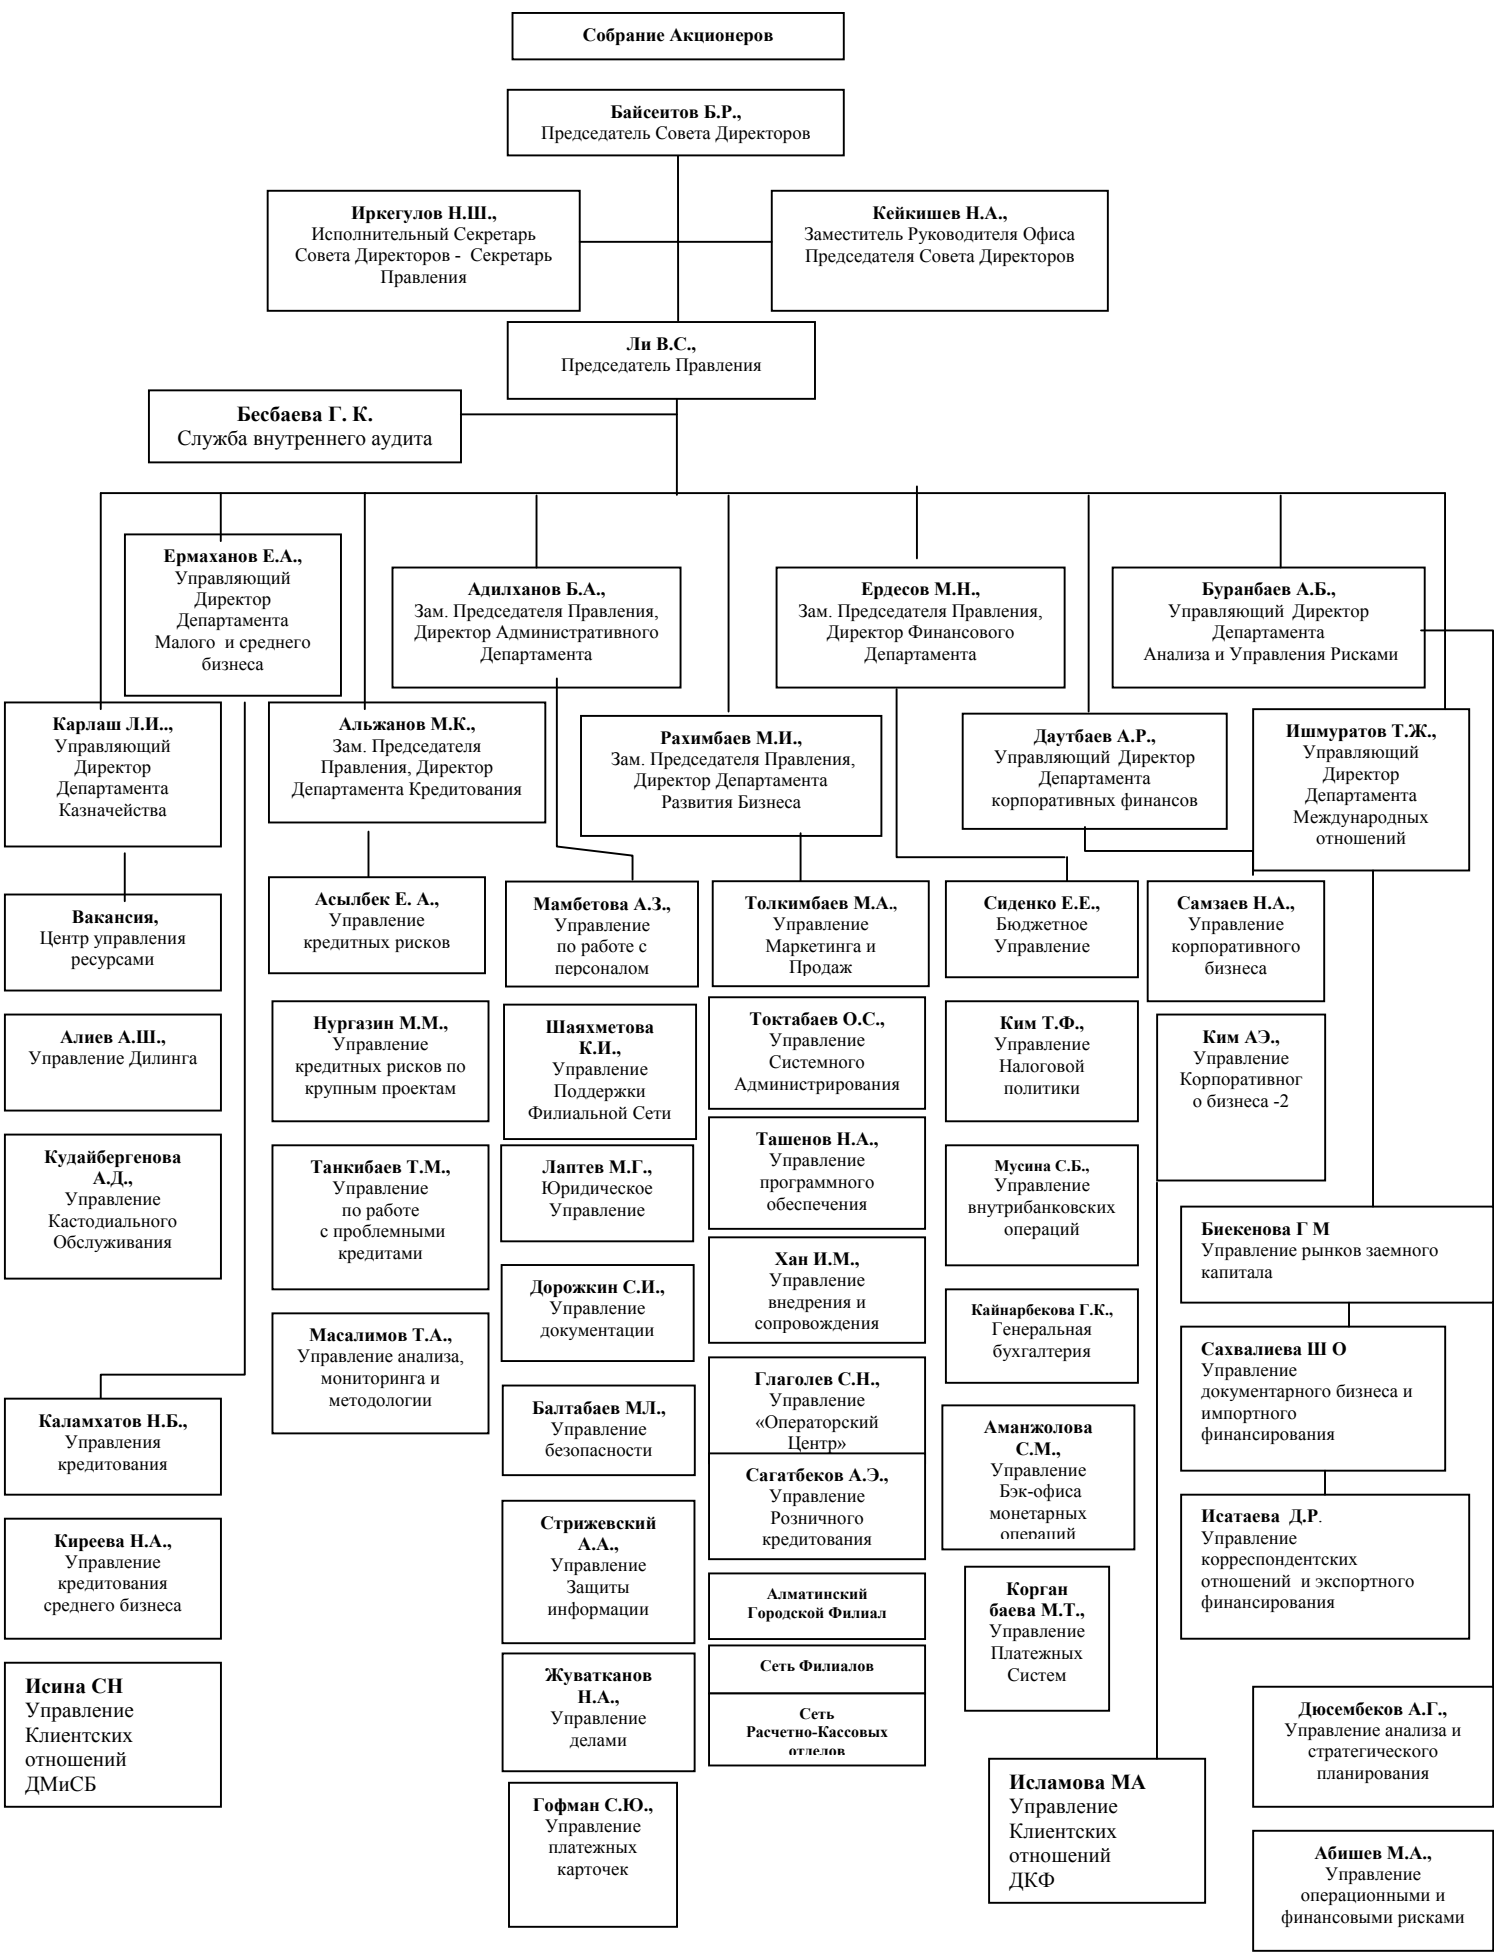 Собрание Акционеров
Байсеитов Б.Р.,
Председатель Совета Директоров
Иркегулов Н.Ш.,
Исполнительный Секретарь
Совета Директоров - Секретарь
Правления
Кейкишев Н.А.,
Заместитель Руководителя Офиса
Председателя Совета Директоров
Ли В.С.,
Председатель Правления
Бесбаева Г. К.
Служба внутреннего аудита
Ермаханов Е.А.,
Управляющий
Директор
Департамента
Малого и среднего
бизнеса
Адилханов Б.А.,
Зам. Председателя Правления,
Директор Административного
Департамента
Ердесов М.Н.,
Зам. Председателя Правления,
Директор Финансового
Департамента
Буранбаев А.Б.,
Управляющий Директор
Департамента
Анализа и Управления Рисками
Карлаш Л.И..,
Управляющий
Директор
Департамента
Казначейства
Альжанов М.К.,
Зам. Председателя
Правления, Директор
Департамента Кредитования
Рахимбаев М.И.,
Зам. Председателя Правления,
Директор Департамента
Развития Бизнеса
Даутбаев А.Р.,
Управляющий Директор
Департамента
корпоративных финансов
Ишмуратов Т.Ж.,
Управляющий
Директор
Департамента
Международных
отношений
Вакансия,
Центр управления
ресурсами
Алиев А.Ш.,
Управление Дилинга
Кудайбергенова
А.Д.,
Управление
Кастодиального
Обслуживания
Каламхатов Н.Б.,
Управления
кредитования
Киреева Н.А.,
Управление
кредитования
среднего бизнеса
Исина СН
Управление
Клиентских
отношений
ДМиСБ
Асылбек Е. А.,
Управление
кредитных рисков
Нургазин М.М.,
Управление
кредитных рисков по
крупным проектам
Танкибаев Т.М.,
Управление
по работе
с проблемными
кредитами
Масалимов Т.А.,
Управление анализа,
мониторинга и
методологии
Мамбетова А.З.,
Управление
по работе с
персоналом
Шаяхметова
К.И.,
Управление
Поддержки
Филиальной Сети
Лаптев М.Г.,
Юридическое
Управление
Дорожкин С.И.,
Управление
документации
Балтабаев МЛ.,
Управление
безопасности
Стрижевский
А.А.,
Управление
Защиты
информации
Жуватканов
Н.А.,
Управление
делами
Гофман С.Ю.,
Управление
платежных
карточек
Толкимбаев М.А.,
Управление
Маркетинга и
Продаж
Токтабаев О.С.,
Управление
Системного
Администрирования
Ташенов Н.А.,
Управление
программного
обеспечения
Хан И.М.,
Управление
внедрения и
сопровождения
Глаголев С.Н.,
Управление
«Операторский
Центр»
Сагатбеков А.Э.,
Управление
Розничного
кредитования
Алматинский
Городской Филиал
Сеть Филиалов
Сеть
Расчетно-Кассовых
отделов
Сиденко Е.Е.,
Бюджетное
Управление
Ким Т.Ф.,
Управление
Налоговой
политики
Мусина С.Б.,
Управление
внутрибанковских
операций
Кайнарбекова Г.К.,
Генеральная
бухгалтерия
Аманжолова
С.М.,
Управление
Бэк-офиса
монетарных
операций
Корган
баева М.Т.,
Управление
Платежных
Систем
Самзаев Н.А.,
Управление
корпоративного
бизнеса
Ким АЭ.,
Управление
Корпоративног
о бизнеса -2
Исламова МА
Управление
Клиентских
отношений
ДКФ
Биекенова Г М
Управление рынков заемного
капитала
Сахвалиева Ш О
Управление
документарного бизнеса и
импортного
финансирования
Исатаева Д.Р.
Управление
корреспондентских
отношений и экспортного
финансирования
Дюсембеков А.Г.,
Управление анализа и
стратегического
планирования
Абишев М.А.,
Управление
операционными и
финансовыми рисками